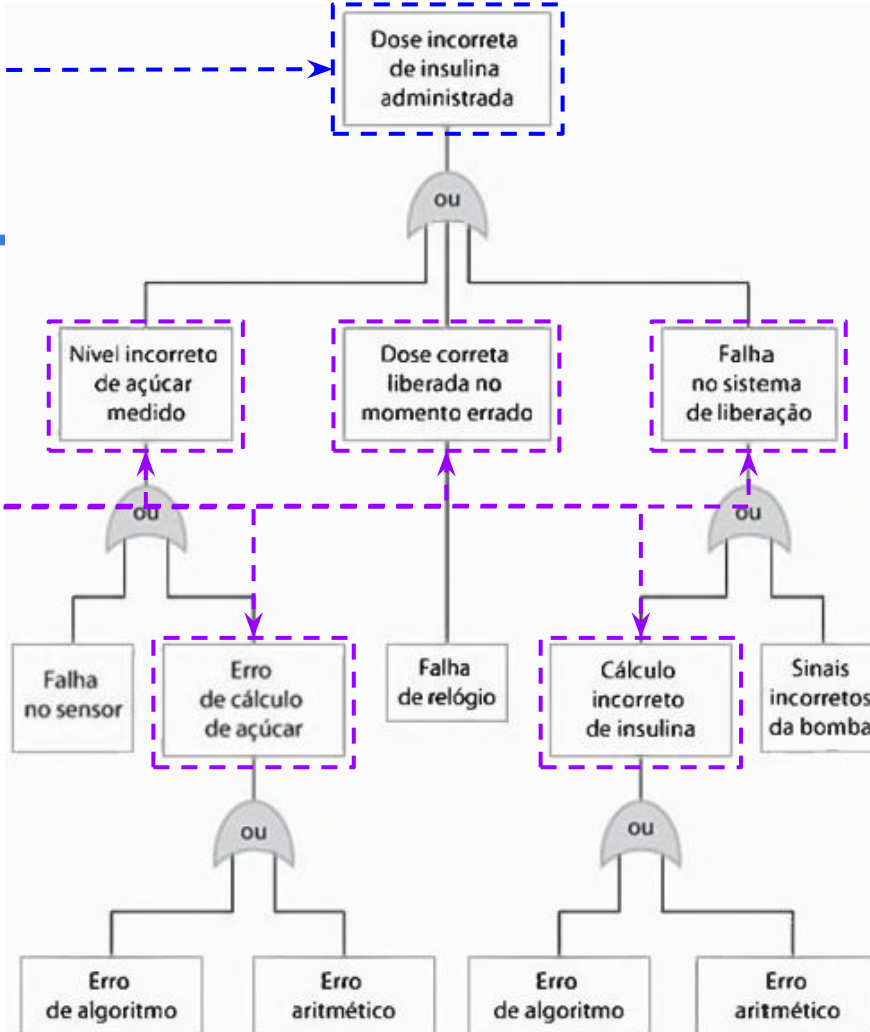 Dose incorreta
de insulina
administrada
ou
Nível incorreto
de açúcar
medido
Dose correta
liberada no
momento errado
Falha
no sistema
de liberação
ou
ou
Falha
no sensor
Erro
de cálculo
de açúcar
Falha
de relógio
Cálculo
incorreto
de insulina
Sinais
incorretos
da bomba
ou
ou
Erro
de algoritmo
Erro
aritmético
Erro
de algoritmo
Erro
aritmético